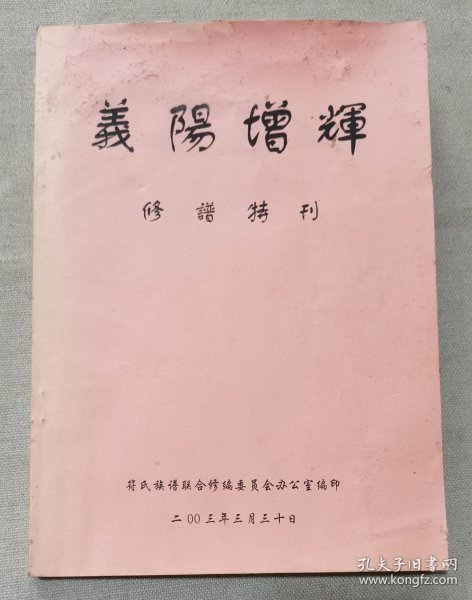 義陽增輝
修譜特刊
符氏族谱联合修编委员会办公室编印
二00三年三月三十日
孔夫子旧书网
www.kongfz.com